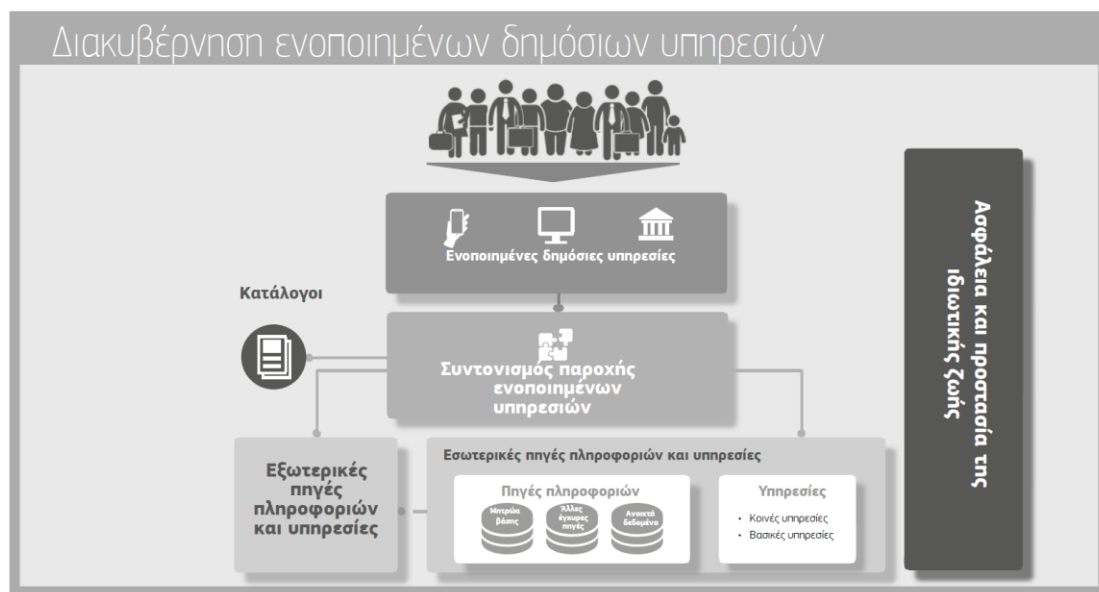 Διακυβέρνηση ενοποιημένων δημόσιων υπηρεσιών
Ενοποιημένες δημόσιες υπηρεσίες
Κατάλογοι
Συντονισμός παροχής
ενοποιημένων
υπηρεσιών
Εξωτερικές
πηγές
πληροφοριών
και υπηρεσίες
Εσωτερικές πηγές πληροφοριών και υπηρεσίες
Πηγές πληροφοριών
Μητρώα
βάσης
Άλλες
έγκυρες
πηγές
Ανοικτά
δεδομένα
Υπηρεσίες
• Κοινές υπηρεσίες
• Βασικές υπηρεσίες
Ασφάλεια και προστασία της
ιδιωτικής ζωής